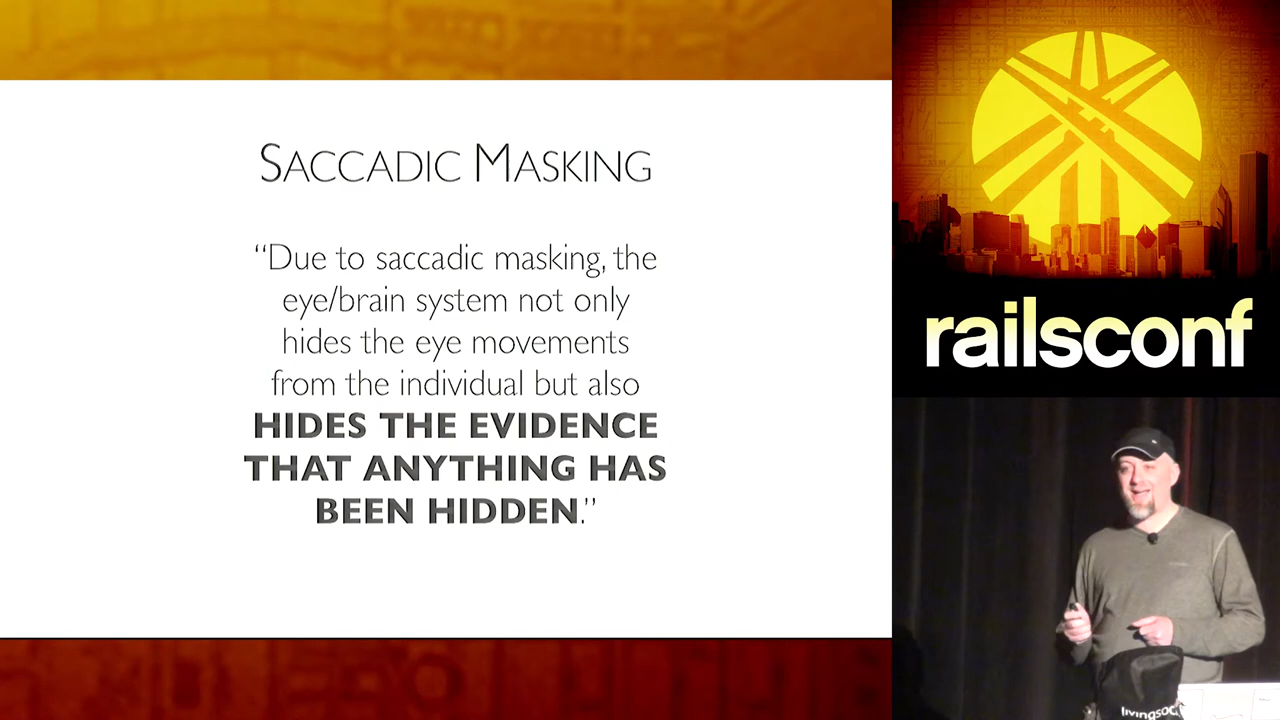 SACCADIC MASKING
“Due to saccadic masking, the
eye/brain system not only
hides the eye movements
from the individual but also
HIDES THE EVIDENCE
THAT ANYTHING HAS
BEEN HIDDEN.”
railsconf
livingsoc